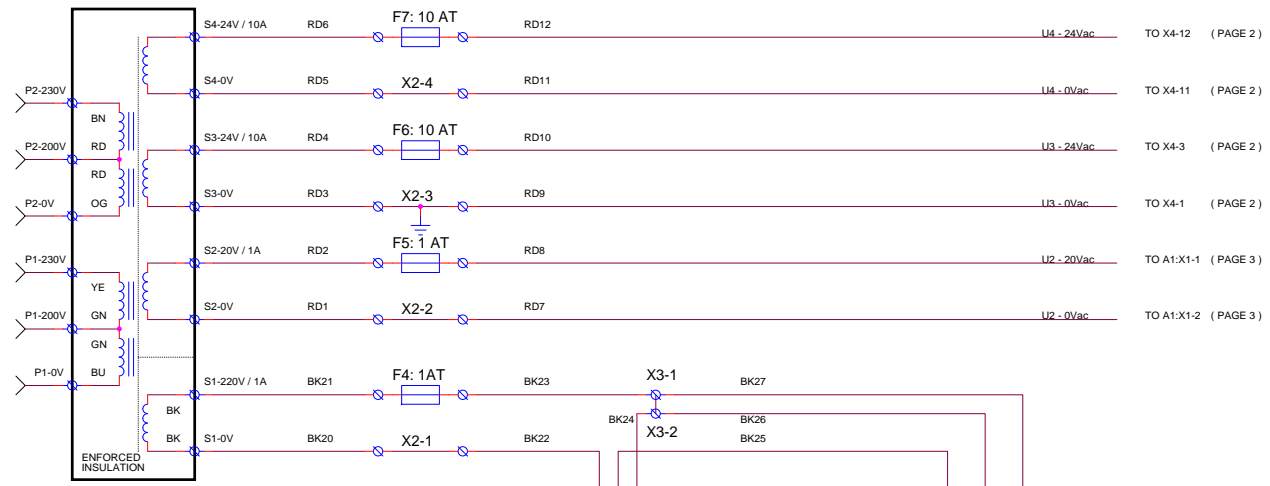 F7: 10 AT
S4-24V / 10A RD6 RD12 U4 - 24Vac TO X4-12 ( PAGE 2 )
S4-0V RD5 X2-4 RD11 U4 - 0Vac TO X4-11 ( PAGE 2 )
P2-230V
BN
F6: 10 AT
S3-24V / 10A RD4 RD10 U3 - 24Vac TO X4-3 ( PAGE 2 )
P2-200V RD
RD
S3-0V RD3 X2-3 RD9 U3 - 0Vac TO X4-1 ( PAGE 2 )
P2-0V OG
F5: 1 AT
S2-20V / 1A RD2 RD8 U2 - 20Vac TO A1:X1-1 ( PAGE 3 )
P1-230V
YE
S2-0V RD1 X2-2 RD7 U2 - 0Vac TO A1:X1-2 ( PAGE 3 )
P1-200V GN
GN
P1-0V BU
F4: 1AT X3-1
S1-220V / 1A BK21 BK23 BK27
BK
BK24 BK26
X3-2
BK S1-0V BK20 X2-1 BK22 BK25
ENFORCED
INSULATION